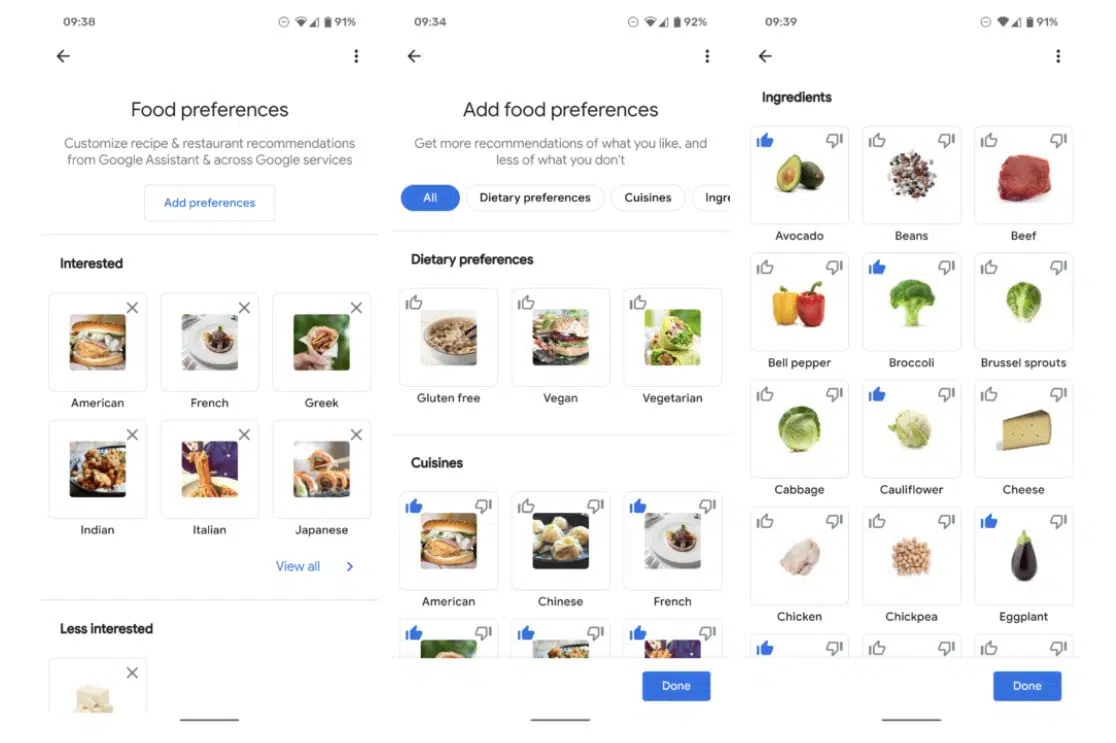 09:38
91%
Food preferences
Customize recipe & restaurant recommendations
from Google Assistant & across Google services
Add preferences
Interested
American
French
Greek
Indian
Italian
Japanese
View all
Less interested
09:34
92%
Add food preferences
Get more recommendations of what you like, and
less of what you don't
All
Dietary preferences
Cuisines
Ingre
Dietary preferences
Gluten free
Vegan
Vegetarian
Cuisines
American
Chinese
French
Done
09:39
91%
Ingredients
Avocado
Beans
Beef
Bell pepper
Broccoli
Brussel sprouts
Cabbage
Cauliflower
Cheese
Chicken
Chickpea
Eggplant
Done